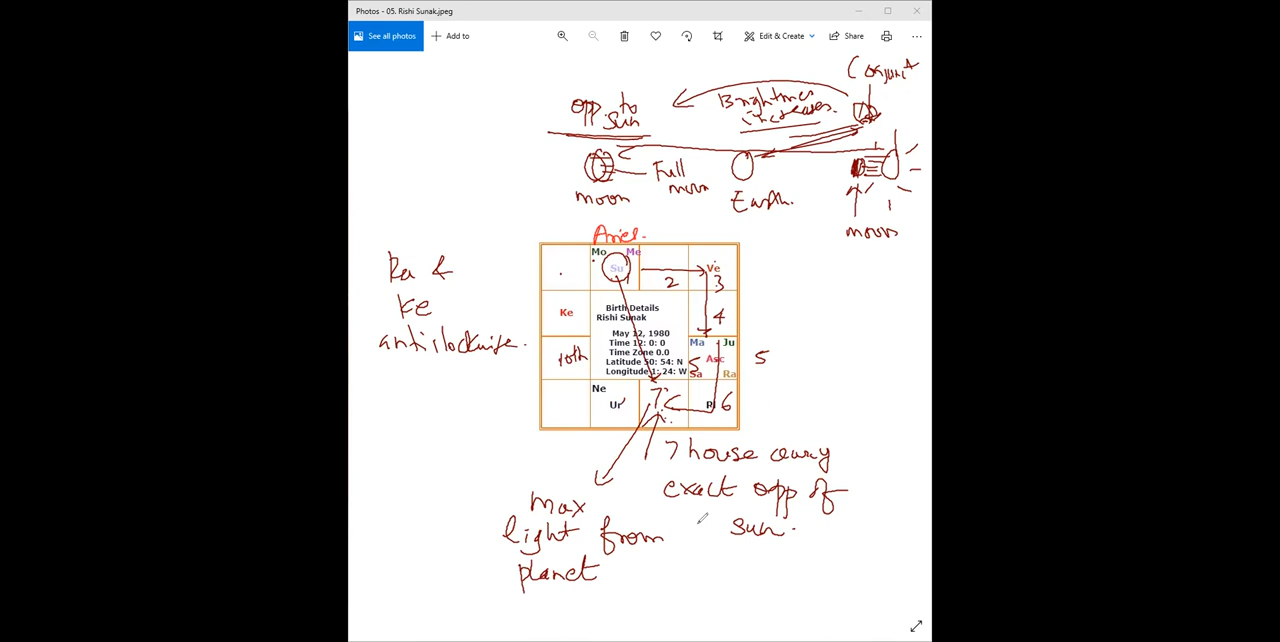 Photos - 05. Rishi Sunak.jpeg
See all photos
Add to
Edit & Create
Share
Conjunct
opp. to
Sun
Brightness
increases.
Full
moon
moon
Earth.
moon
Aries.
Mo
Me
Su
2
Ve
3
Ra &
Ke
anticlockwise.
Ke
Birth Details
Rishi Sunak
May 12, 1980
Time 12: 0: 0
Time Zone 0.0
Latitude 50: 54: N
Longitude 1: 24: W
4
10th
Ma
Ju
Asc
5
Sa
Ra
5
Ne
Ur
7
Pl
6
7 house away
exact opp of
sun.
max
light from
planet